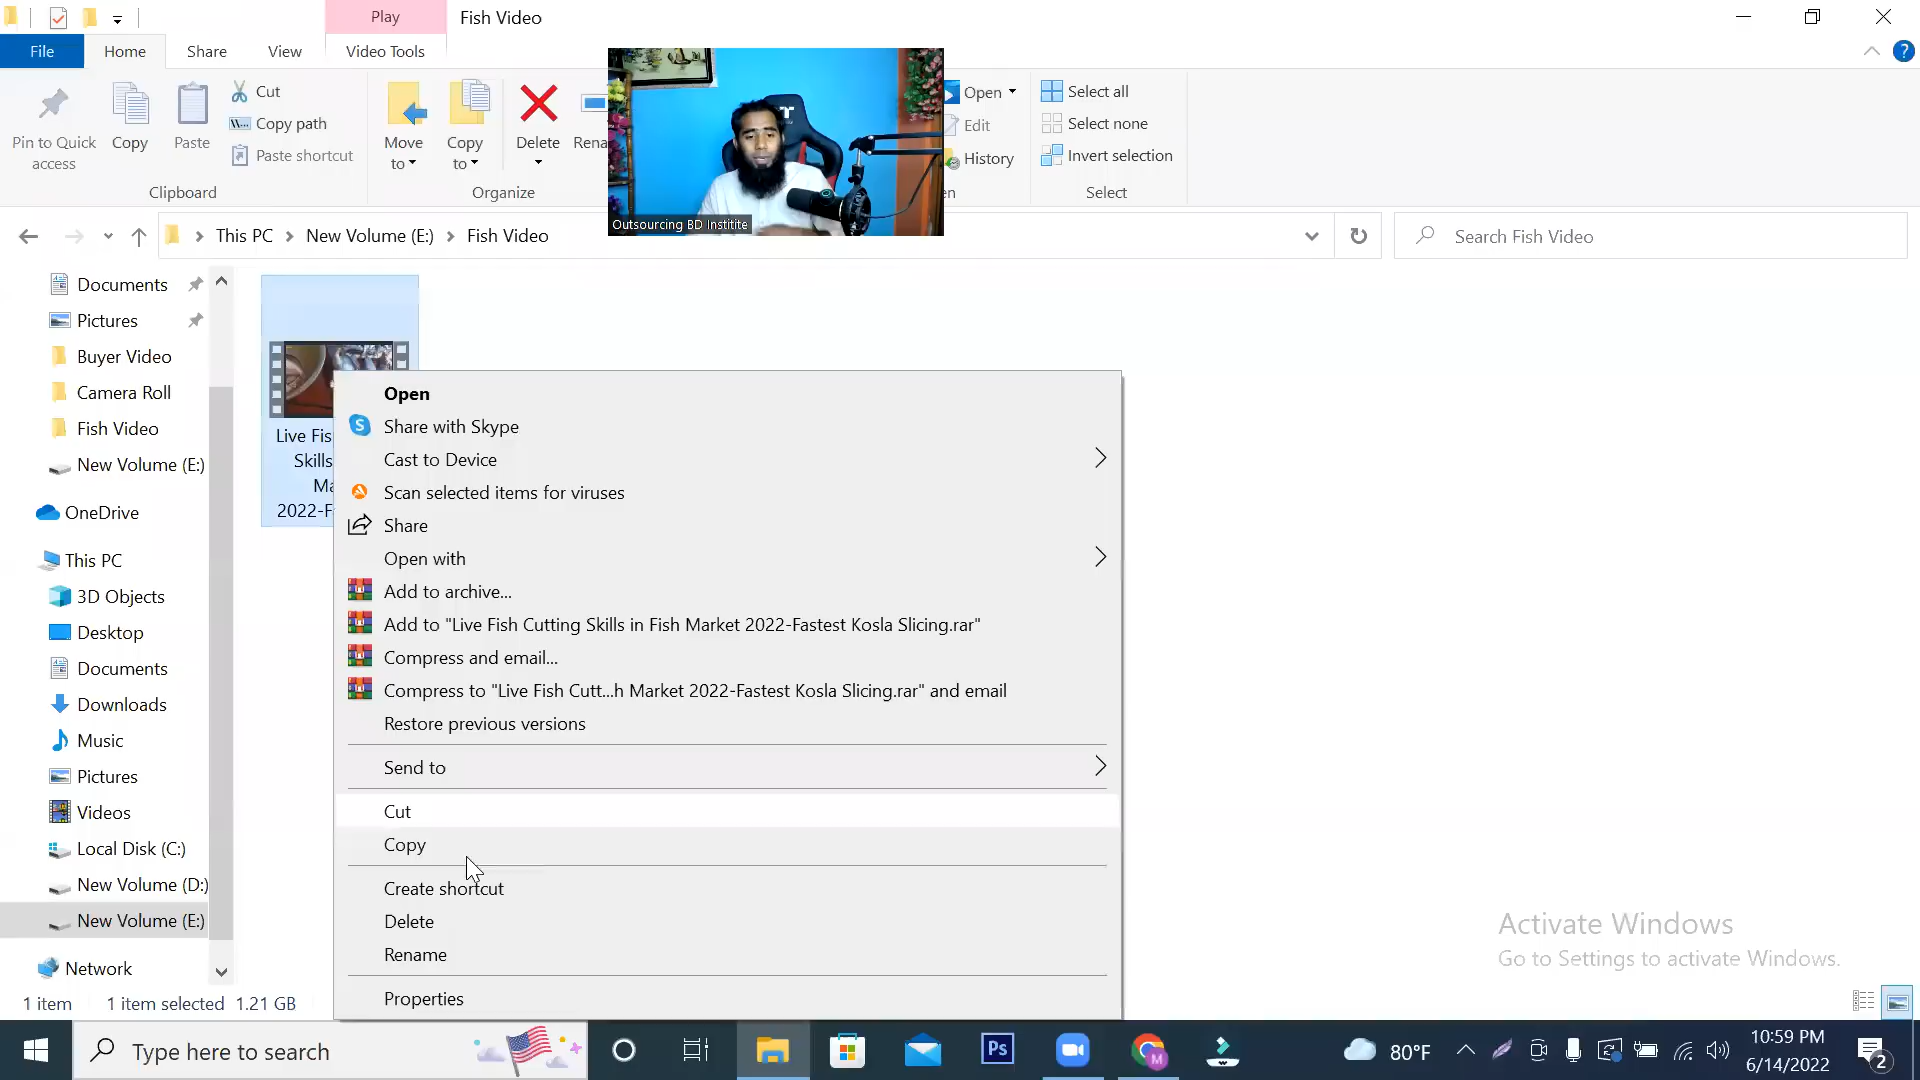 Play
Fish Video
File
Home
Share
View
Video Tools
Pin to Quick
access
Copy
Paste
Cut
Copy path
Paste shortcut
Clipboard
Move
to
Copy
to
Delete
Organize
Open
Edit
History
Select all
Select none
Invert selection
Select
Outsourcing BD Institite
This PC
New Volume (E:)
Fish Video
Search Fish Video
Documents
Pictures
Buyer Video
Camera Roll
Fish Video
New Volume (E:)
OneDrive
This PC
3D Objects
Desktop
Documents
Downloads
Music
Pictures
Videos
Local Disk (C:)
New Volume (D:)
New Volume (E:)
Network
Live Fis
Skills
Ma
2022-F
Open
Share with Skype
Cast to Device
Scan selected items for viruses
Share
Open with
Add to archive...
Add to "Live Fish Cutting Skills in Fish Market 2022-Fastest Kosla Slicing.rar"
Compress and email...
Compress to "Live Fish Cutt...h Market 2022-Fastest Kosla Slicing.rar" and email
Restore previous versions
Send to
Cut
Copy
Create shortcut
Delete
Rename
Properties
Activate Windows
Go to Settings to activate Windows.
1 item
1 item selected 1.21 GB
Type here to search
Ps
M
80°F
10:59 PM
6/14/2022
2